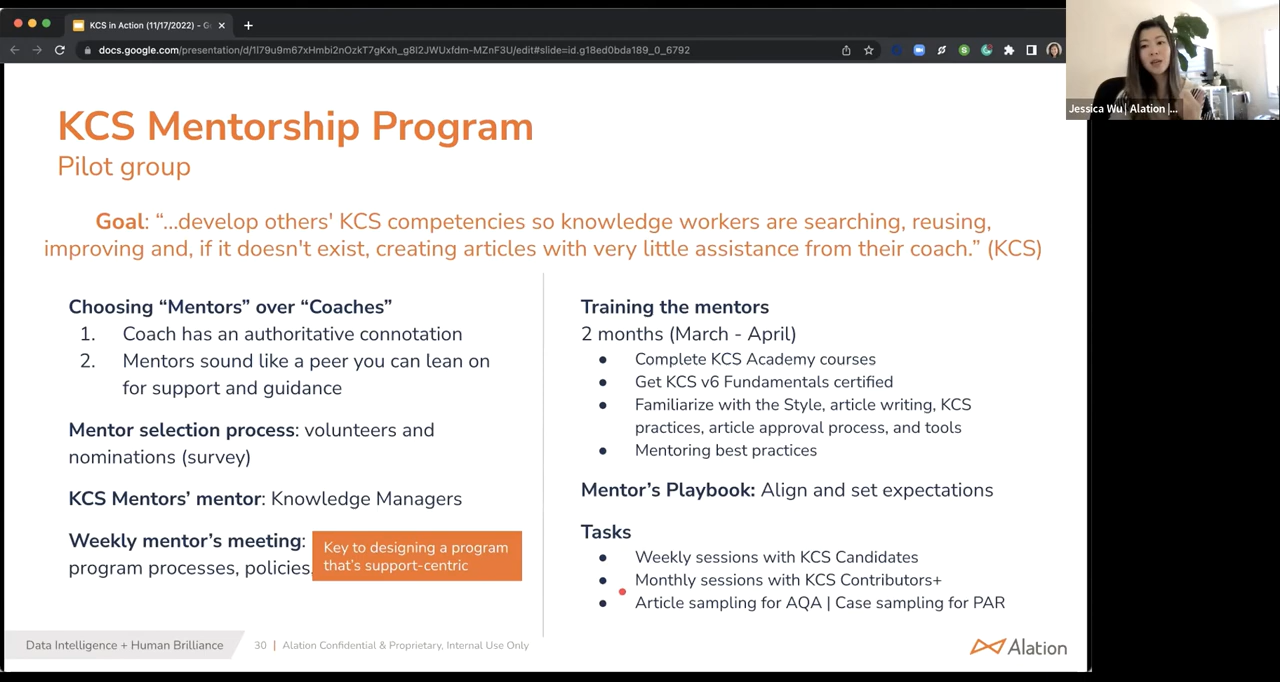 KCS in Action (11/17/2022) - G
docs.google.com/presentation/d/1l79u9m67xHmbi2nOzkT7gKxh_g8l2JWUxfdm-MZnF3U/edit#slide=id.g18ed0bda189_0_6792
Jessica Wu | Alation |...
KCS Mentorship Program
Pilot group
Goal: “...develop others' KCS competencies so knowledge workers are searching, reusing,
improving and, if it doesn't exist, creating articles with very little assistance from their coach.” (KCS)
Choosing “Mentors” over “Coaches”
1. Coach has an authoritative connotation
2. Mentors sound like a peer you can lean on
for support and guidance
Mentor selection process: volunteers and
nominations (survey)
KCS Mentors’ mentor: Knowledge Managers
Weekly mentor’s meeting:
program processes, policies,
Key to designing a program
that’s support-centric
Training the mentors
2 months (March - April)
● Complete KCS Academy courses
● Get KCS v6 Fundamentals certified
● Familiarize with the Style, article writing, KCS
practices, article approval process, and tools
● Mentoring best practices
Mentor’s Playbook: Align and set expectations
Tasks
● Weekly sessions with KCS Candidates
● Monthly sessions with KCS Contributors+
● Article sampling for AQA | Case sampling for PAR
Data Intelligence + Human Brilliance
30 | Alation Confidential & Proprietary, Internal Use Only
Alation